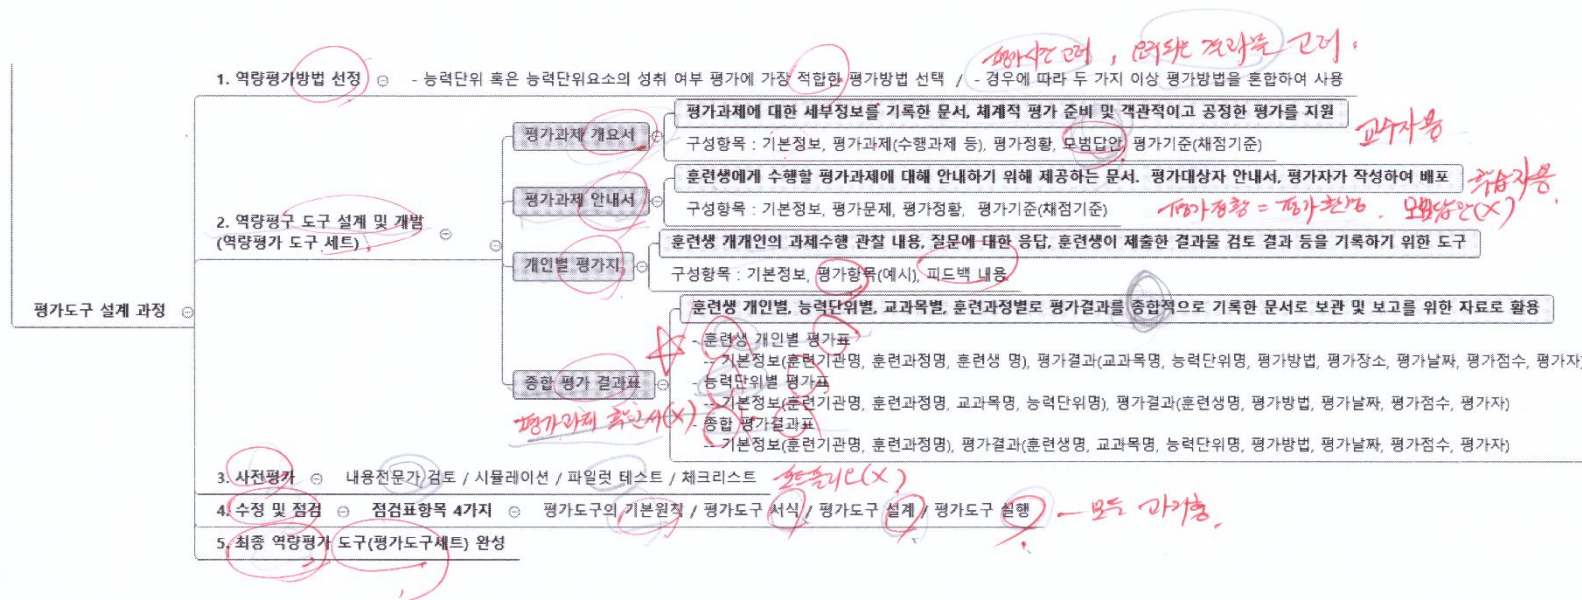 평가시간 고려, 요구되는 결과물 고려.
1. 역량평가방법 선정 - 능력단위 혹은 능력단위요소의 성취 여부 평가에 가장 적합한 평가방법 선택 / - 경우에 따라 두 가지 이상 평가방법을 혼합하여 사용
평가과제에 대한 세부정보를 기록한 문서, 체계적 평가 준비 및 객관적이고 공정한 평가를 지원
평가과제 개요서
교수자용
구성항목 : 기본정보, 평가과제(수행과제 등), 평가정황, 모범답안, 평가기준(채점기준)
훈련생에게 수행할 평가과제에 대해 안내하기 위해 제공하는 문서. 평가대상자 안내서, 평가자가 작성하여 배포
학습자용
평가과제 안내서
구성항목 : 기본정보, 평가문제, 평가정황, 평가기준(채점기준)
평가정황 = 평가환경. 모범답안(X)
2. 역량평구 도구 설계 및 개발
(역량평가 도구 세트)
훈련생 개개인의 과제수행 관찰 내용, 질문에 대한 응답, 훈련생이 제출한 결과물 검토 결과 등을 기록하기 위한 도구
개인별 평가지
구성항목 : 기본정보, 평가항목(예시), 피드백 내용
평가도구 설계 과정
훈련생 개인별, 능력단위별, 교과목별, 훈련과정별로 평가결과를 종합적으로 기록한 문서로 보관 및 보고를 위한 자료로 활용
- 훈련생 개인별 평가표
-- 기본정보(훈련기관명, 훈련과정명, 훈련생 명), 평가결과(교과목명, 능력단위명, 평가방법, 평가장소, 평가날짜, 평가점수, 평가자)
종합 평가 결과표
- 능력단위별 평가표
-- 기본정보(훈련기관명, 훈련과정명, 교과목명, 능력단위명), 평가결과(훈련생명, 평가방법, 평가날짜, 평가점수, 평가자)
평가과제 확인서(X)
- 종합 평가결과표
-- 기본정보(훈련기관명, 훈련과정명), 평가결과(훈련생명, 교과목명, 능력단위명, 평가방법, 평가날짜, 평가점수, 평가자)
3. 사전평가 내용전문가 검토 / 시뮬레이션 / 파일럿 테스트 / 체크리스트
포트폴리오(X)
4. 수정 및 점검 점검표항목 4가지 평가도구의 기본원칙 / 평가도구 서식 / 평가도구 설계 / 평가도구 실행
- 모두
5. 최종 역량평가 도구(평가도구세트) 완성